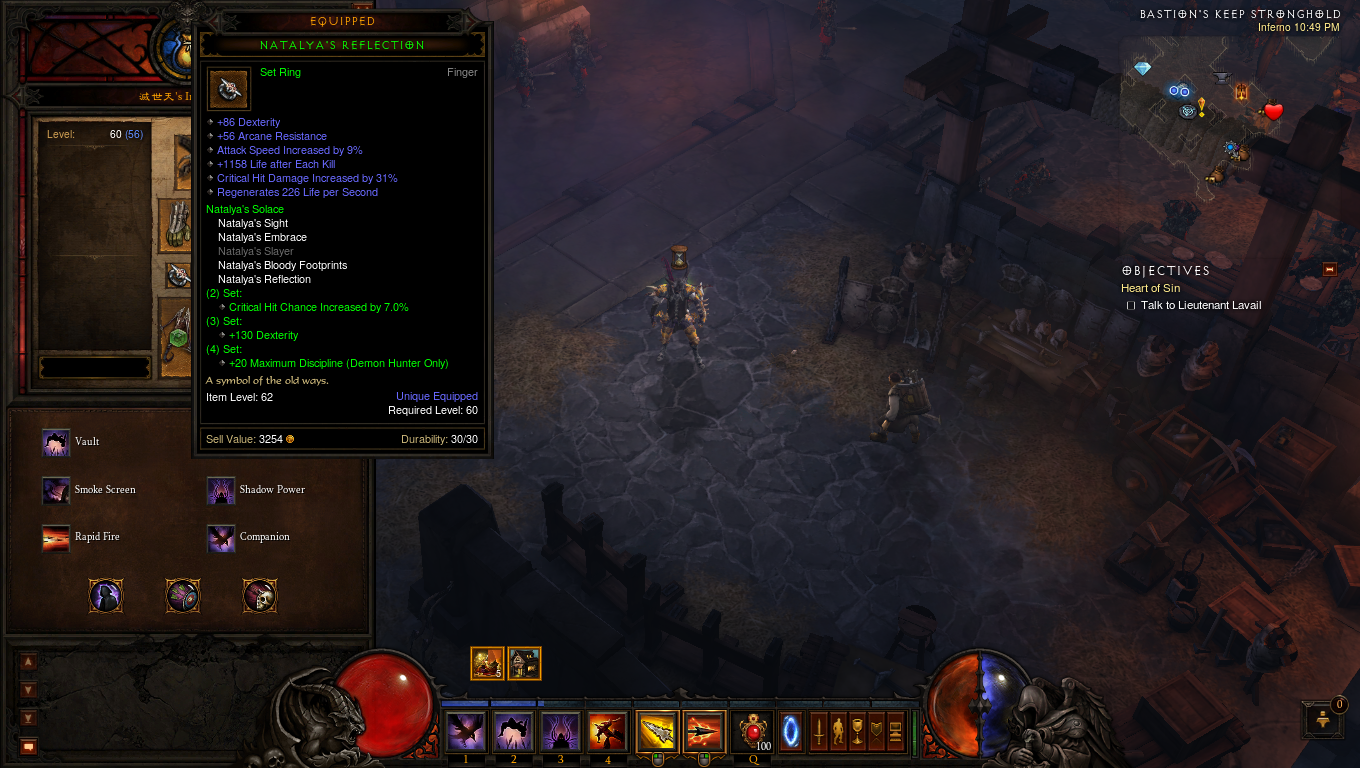 EQUIPPED
NATALYA'S REFLECTION
Set Ring
Finger
+86 Dexterity
+56 Arcane Resistance
Attack Speed Increased by 9%
+1158 Life after Each Kill
Critical Hit Damage Increased by 31%
Regenerates 226 Life per Second
Natalya's Solace
Natalya's Sight
Natalya's Embrace
Natalya's Slayer
Natalya's Bloody Footprints
Natalya's Reflection
(2) Set:
Critical Hit Chance Increased by 7.0%
(3) Set:
+130 Dexterity
(4) Set:
+20 Maximum Discipline (Demon Hunter Only)
A symbol of the old ways.
Item Level: 62
Unique Equipped
Required Level: 60
Sell Value: 3254
Durability: 30/30
滅世天's I
Level: 60 (56)
Vault
Smoke Screen
Shadow Power
Rapid Fire
Companion
BASTION'S KEEP STRONGHOLD
Inferno 10:49 PM
OBJECTIVES
Heart of Sin
Talk to Lieutenant Lavail
5
100
1 2 3 4 Q
0